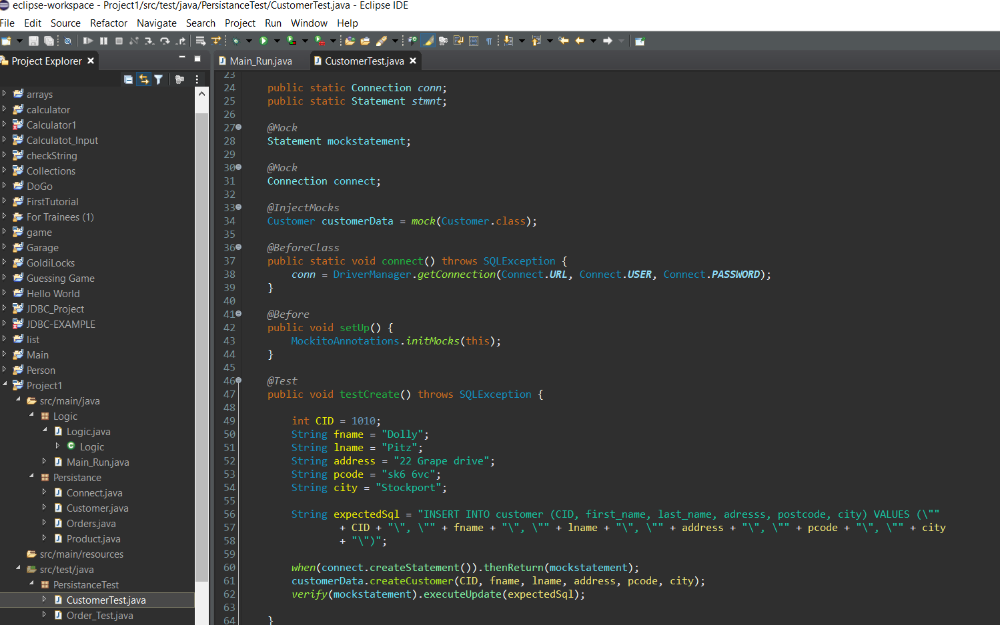 eclipse-workspace - Project1/src/test/java/PersistanceTest/CustomerTest.java - Eclipse IDE
File Edit Source Refactor Navigate Search Project Run Window Help
Project Explorer
arrays
calculator
Calculator1
Calculatot_Input
checkString
Collections
DoGo
FirstTutorial
For Trainees (1)
game
Garage
GoldiLocks
Guessing Game
Hello World
JDBC_Project
JDBC-EXAMPLE
list
Main
Person
Project1
src/main/java
Logic
Logic.java
Logic
Main_Run.java
Persistance
Connect.java
Customer.java
Orders.java
Product.java
src/main/resources
src/test/java
PersistanceTest
CustomerTest.java
Order_Test.java
Main_Run.java CustomerTest.java
23
24 public static Connection conn;
25 public static Statement stmnt;
26
27 @Mock
28 Statement mockstatement;
29
30 @Mock
31 Connection connect;
32
33 @InjectMocks
34 Customer customerData = mock(Customer.class);
35
36 @BeforeClass
37 public static void connect() throws SQLException {
38 conn = DriverManager.getConnection(Connect.URL, Connect.USER, Connect.PASSWORD);
39 }
40
41 @Before
42 public void setUp() {
43 MockitoAnnotations.initMocks(this);
44 }
45
46 @Test
47 public void testCreate() throws SQLException {
48
49 int CID = 1010;
50 String fname = "Dolly";
51 String lname = "Pitz";
52 String address = "22 Grape drive";
53 String pcode = "sk6 6vc";
54 String city = "Stockport";
55
56 String expectedSql = "INSERT INTO customer (CID, first_name, last_name, adresss, postcode, city) VALUES (\""
57 + CID + "\", \"" + fname + "\", \"" + lname + "\", \"" + address + "\", \"" + pcode + "\", \"" + city
58 + "\")";
59
60 when(connect.createStatement()).thenReturn(mockstatement);
61 customerData.createCustomer(CID, fname, lname, address, pcode, city);
62 verify(mockstatement).executeUpdate(expectedSql);
63
64 }